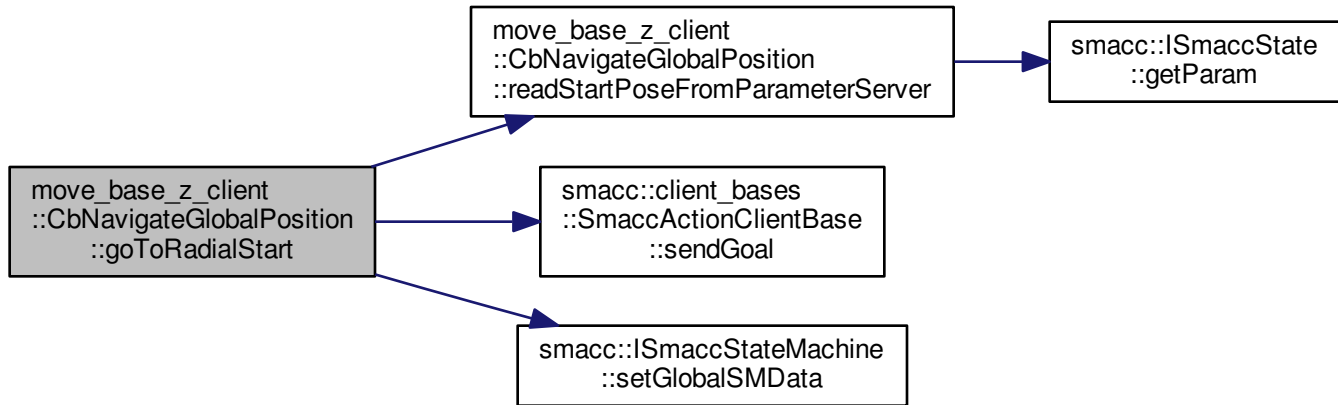 move_base_z_client
::CbNavigateGlobalPosition
::readStartPoseFromParameterServer
smacc::ISmaccState
::getParam
move_base_z_client
::CbNavigateGlobalPosition
::goToRadialStart
smacc::client_bases
::SmaccActionClientBase
::sendGoal
smacc::ISmaccStateMachine
::setGlobalSMData